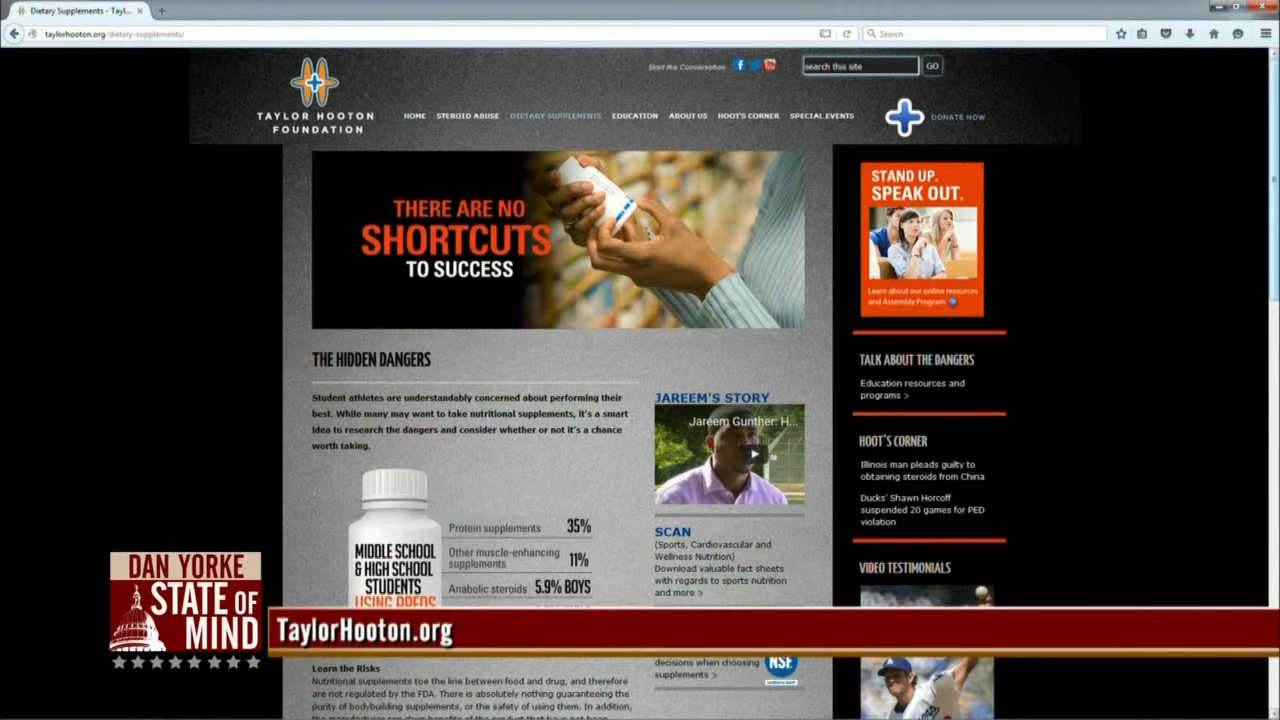 Dietary Supplements - Tayl...
taylorhooton.org/dietary-supplements/
Search
Start the Conversation
search this site
GO
TAYLOR HOOTON
FOUNDATION
HOME
STEROID ABUSE
DIETARY SUPPLEMENTS
EDUCATION
ABOUT US
HOOT'S CORNER
SPECIAL EVENTS
DONATE NOW
THERE ARE NO
SHORTCUTS
TO SUCCESS
STAND UP.
SPEAK OUT.
Learn about our online resources
and Assembly Program
THE HIDDEN DANGERS
Student athletes are understandably concerned about performing their
best. While many may want to take nutritional supplements, it's a smart
idea to research the dangers and consider whether or not it's a chance
worth taking.
MIDDLE SCHOOL
& HIGH SCHOOL
STUDENTS
USING APEDS
Protein supplements 35%
Other muscle-enhancing
supplements 11%
Anabolic steroids 5.9% BOYS
JAREEM'S STORY
Jareem Gunther: H...
SCAN
(Sports, Cardiovascular and
Wellness Nutrition)
Download valuable fact sheets
with regards to sports nutrition
and more >
decisions when choosing
supplements >
NSF
TALK ABOUT THE DANGERS
Education resources and
programs >
HOOT'S CORNER
Illinois man pleads guilty to
obtaining steroids from China
Ducks' Shawn Horcoff
suspended 20 games for PED
violation
VIDEO TESTIMONIALS
DAN YORKE
STATE OF
MIND
TaylorHooton.org
Learn the Risks
Nutritional supplements toe the line between food and drug, and therefore
are not regulated by the FDA. There is absolutely nothing guaranteeing the
purity of bodybuilding supplements, or the safety of using them. In addition,